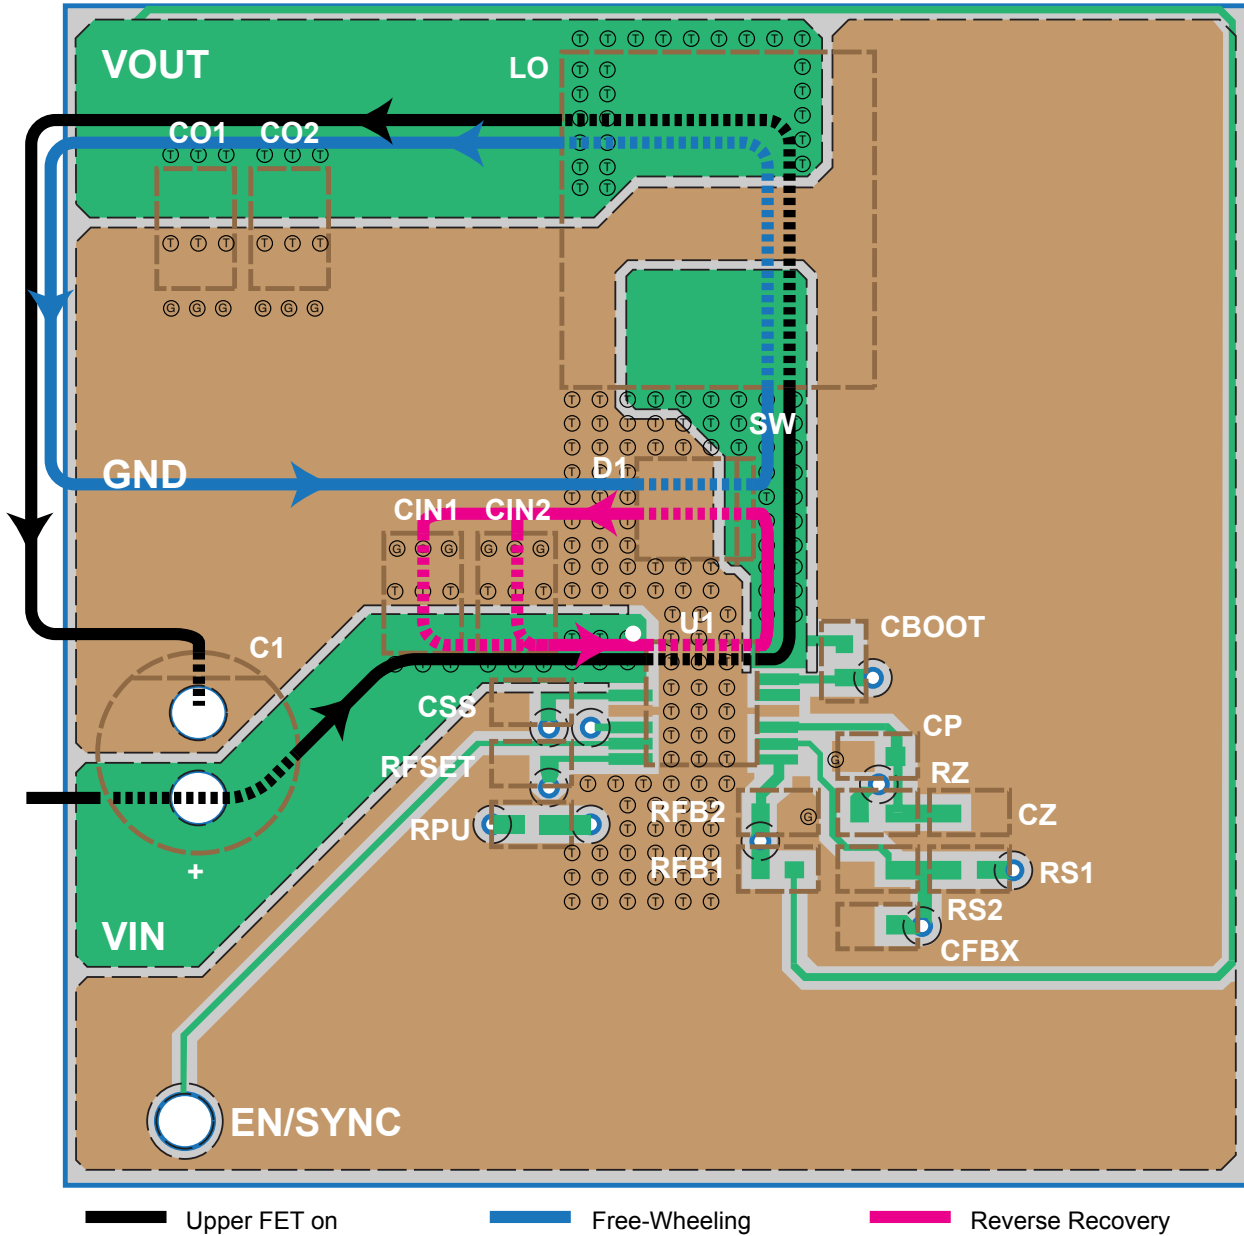 VOUT
LO
CO1 CO2
SW
GND
D1
CIN1 CIN2
U1
CBOOT
C1
CSS
CP
RFSET
RZ
RPU
RFB2
CZ
+
RFB1
RS1
RS2
VIN
CFBX
EN/SYNC
Upper FET on
Free-Wheeling
Reverse Recovery